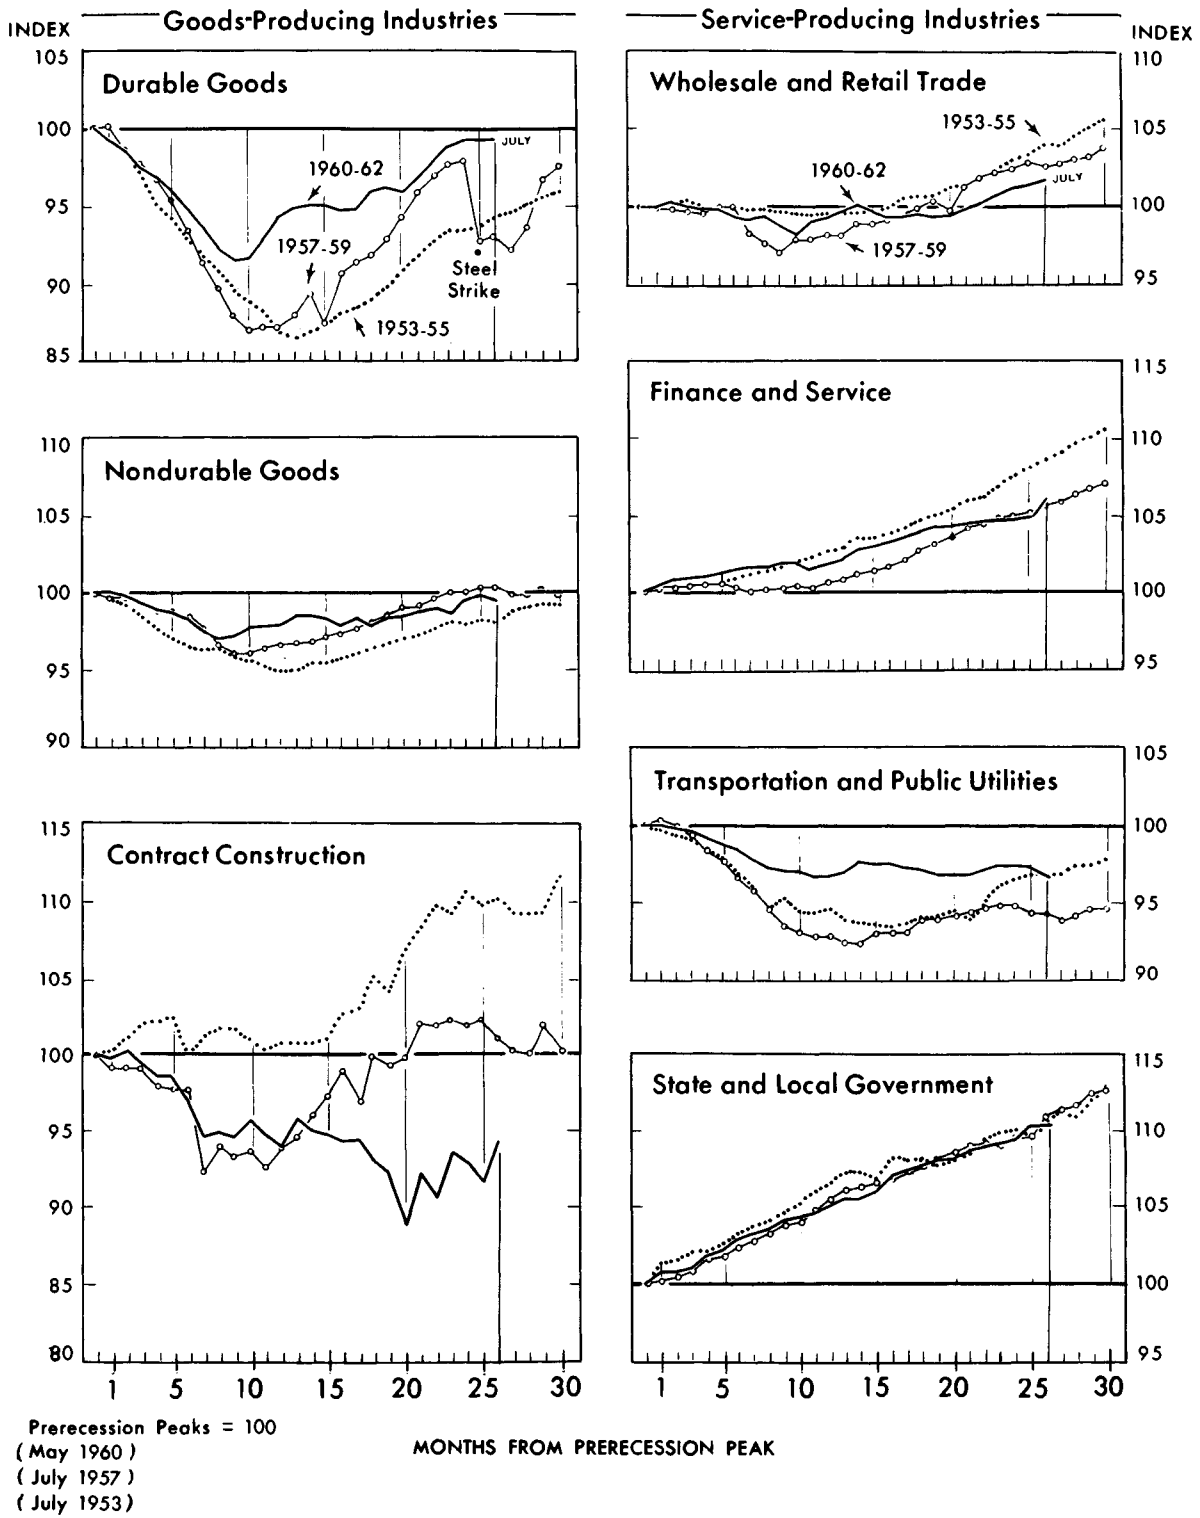 Goods-Producing Industries
INDEX
105
Durable Goods
100
JULY
1960-62
95
1957-59
Steel
Strike
90
1953-55
85
110
Nondurable Goods
105
100
95
90
115
Contract Construction
110
105
100
95
90
85
80
1 5 10 15 20 25 30
Service-Producing Industries
INDEX
110
Wholesale and Retail Trade
1953-55
105
1960-62
JULY
100
1957-59
95
115
Finance and Service
110
105
100
95
105
Transportation and Public Utilities
100
95
90
115
State and Local Government
110
105
100
95
1 5 10 15 20 25 30
Prerecession Peaks = 100
( May 1960 )
( July 1957 )
( July 1953 )
MONTHS FROM PRERECESSION PEAK